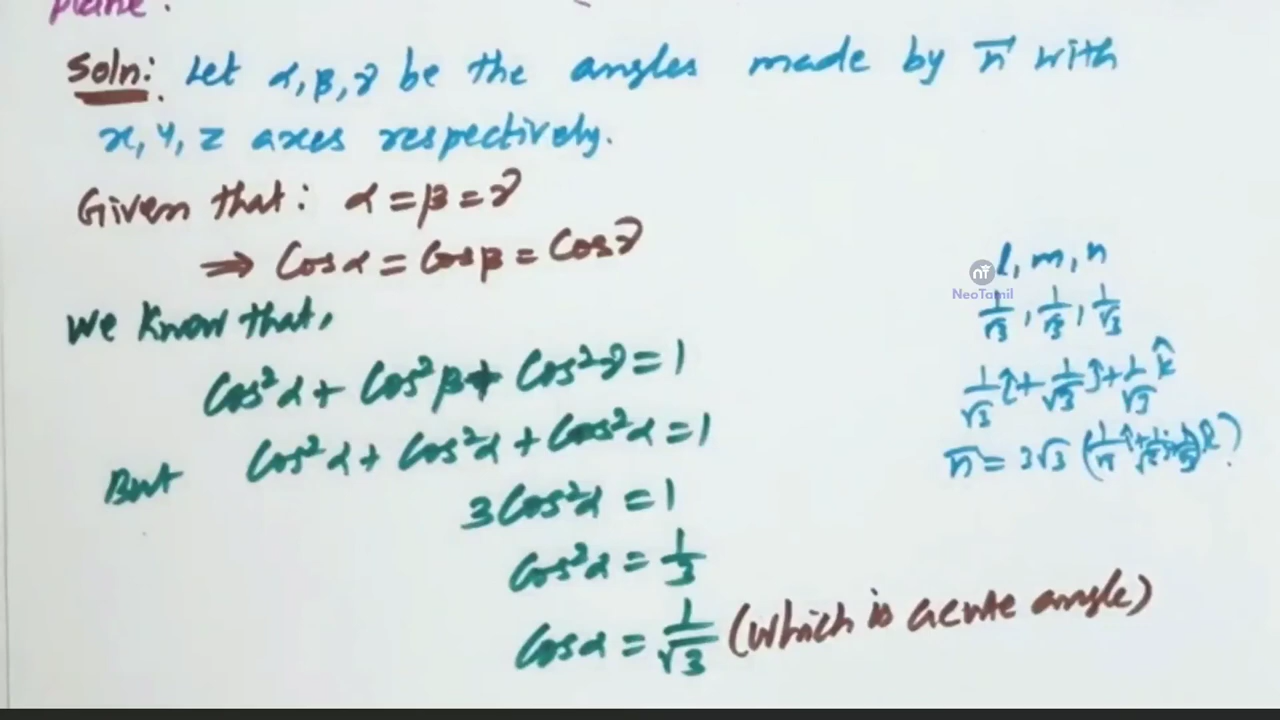 plane.
Soln: Let α, β, γ be the angles made by n⃗ with
x, y, z axes respectively.
Given that: α = β = γ
⇒ Cos α = Cos β = Cos γ
We know that,
Cos²α + Cos²β + Cos²γ = 1
But Cos²α + Cos²α + Cos²α = 1
3Cos²α = 1
Cos²α = 1/3
Cos α = 1/√3 (which is acute angle)
l, m, n
NeoTamil
1/√3, 1/√3, 1/√3
1/√3 î + 1/√3 ĵ + 1/√3 k̂
n⃗ = 3√3 (